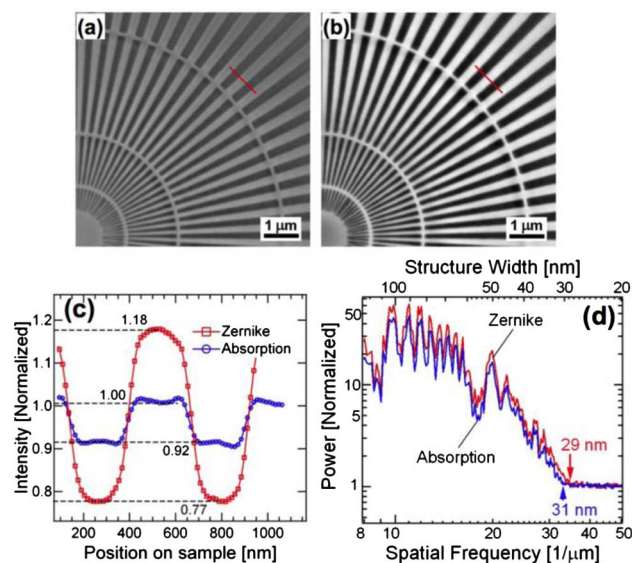 (a)
1 μm
(b)
1 μm
(c)
Intensity [Normalized]
1.2
1.1
1.0
0.9
0.8
1.18
Zernike
Absorption
1.00
0.92
0.77
200 400 600 800 1000
Position on sample [nm]
Structure Width [nm]
100 50 40 30 20
(d)
Power [Normalized]
50
10
5
1
Zernike
Absorption
29 nm
31 nm
8 10 20 30 40 50
Spatial Frequency [1/μm]